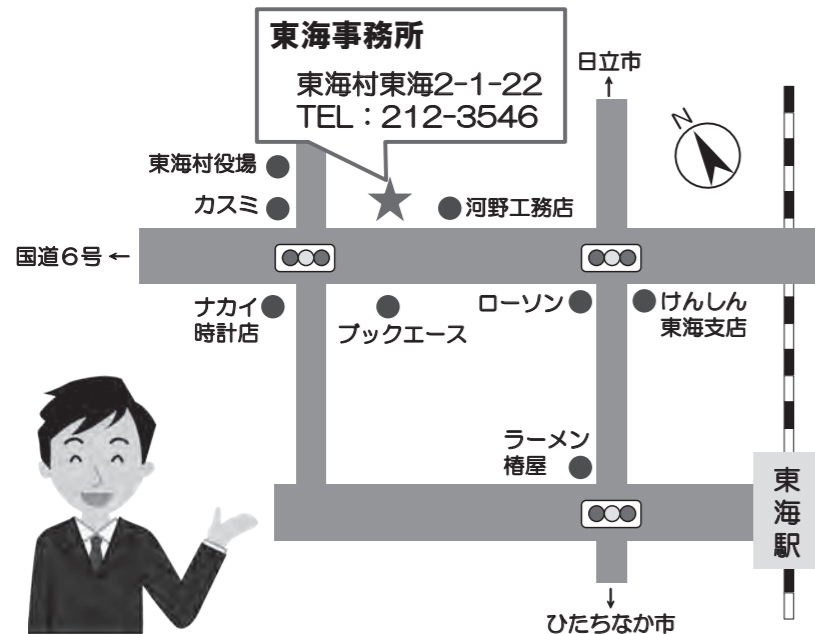 東海事務所
東海村東海2-1-22
TEL：212-3546
日立市
↑
N
東海村役場
カスミ
河野工務店
国道6号 ←
ナカイ
時計店
ブックエース
ローソン
けんしん
東海支店
ラーメン
椿屋
東海駅
↓
ひたちなか市